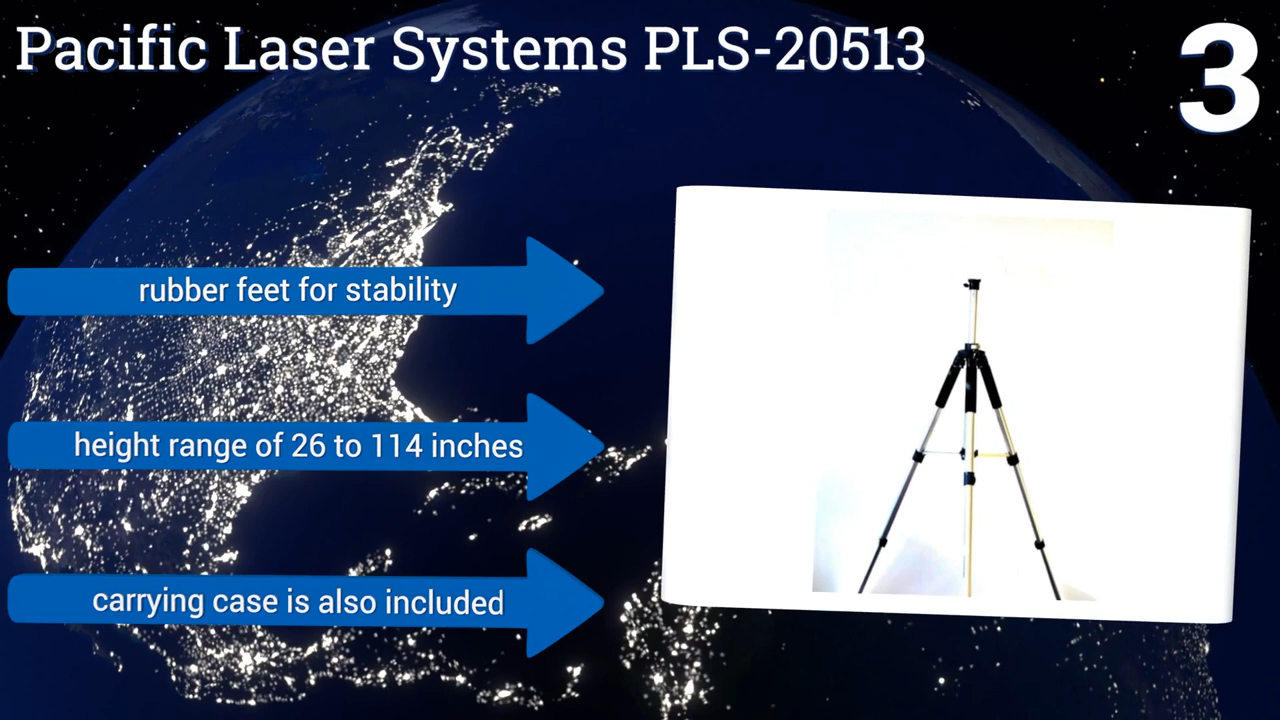 Pacific Laser Systems PLS-20513
3
rubber feet for stability
height range of 26 to 114 inches
carrying case is also included